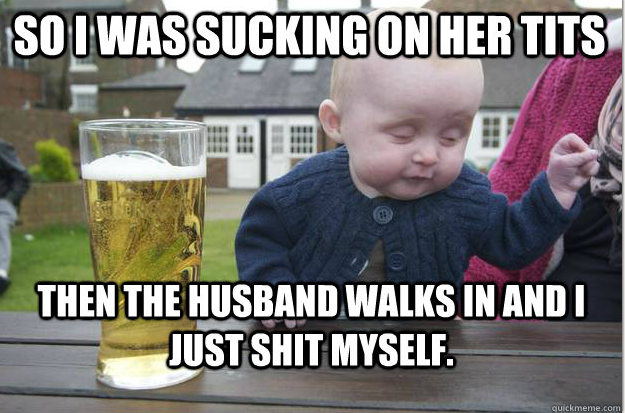 SO I WAS SUCKING ON HER TITS
THEN THE HUSBAND WALKS IN AND I
JUST SHIT MYSELF.
quickmeme.com